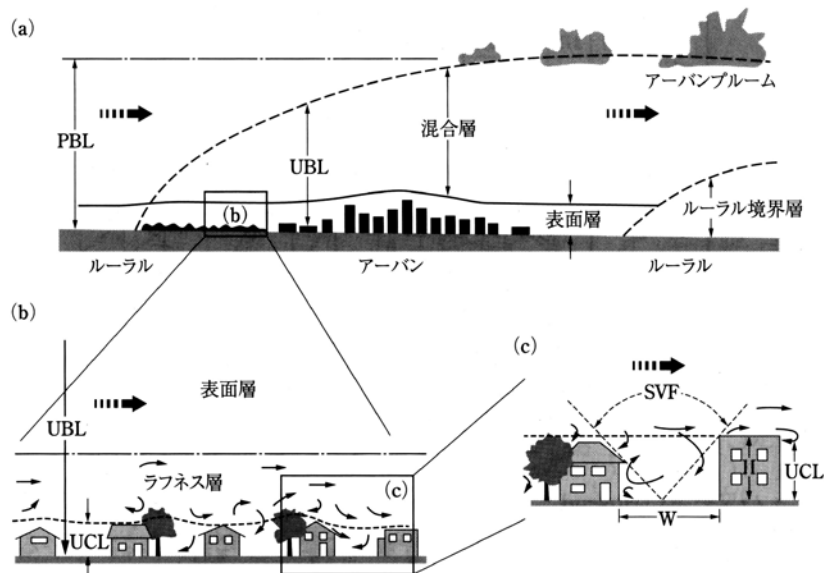 (a)
アーバンプルーム
混合層
PBL
UBL
(b)
表面層
ルーラル境界層
ルーラル
アーバン
ルーラル
(b)
(c)
表面層
SVF
UBL
ラフネス層
(c)
H
UCL
UCL
W